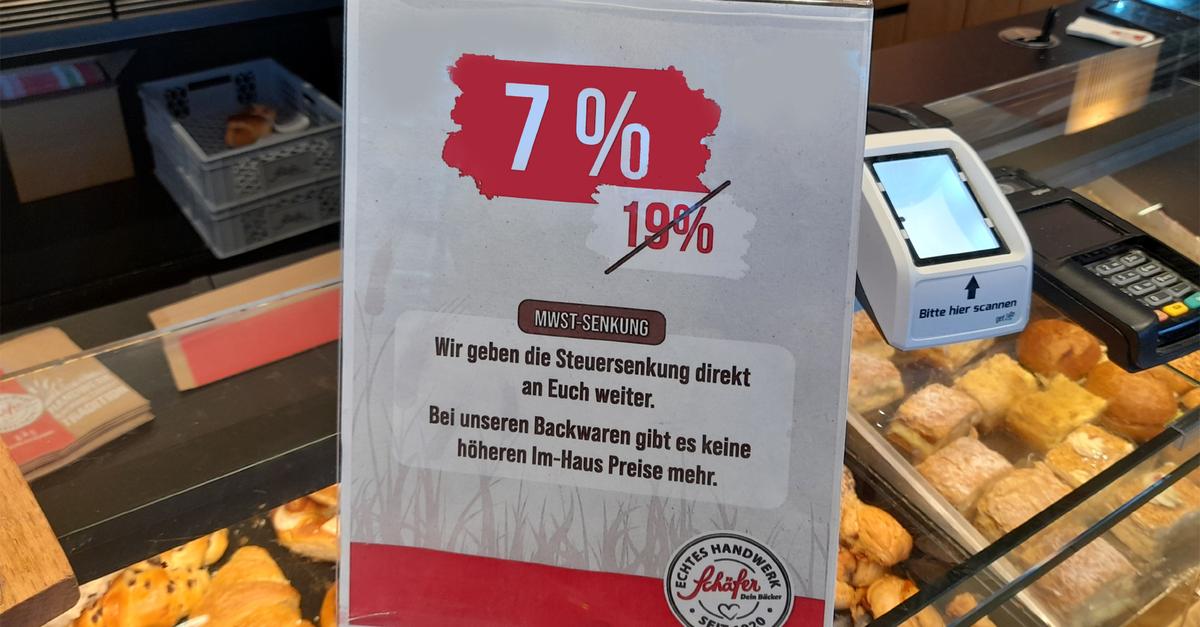 7 %
19%
MWST-SENKUNG
Wir geben die Steuersenkung direkt
an Euch weiter.
Bei unseren Backwaren gibt es keine
höheren Im-Haus Preise mehr.
ECHTES HANDWERK
Schäfer
Dein Bäcker
Bitte hier scannen
TRADITION